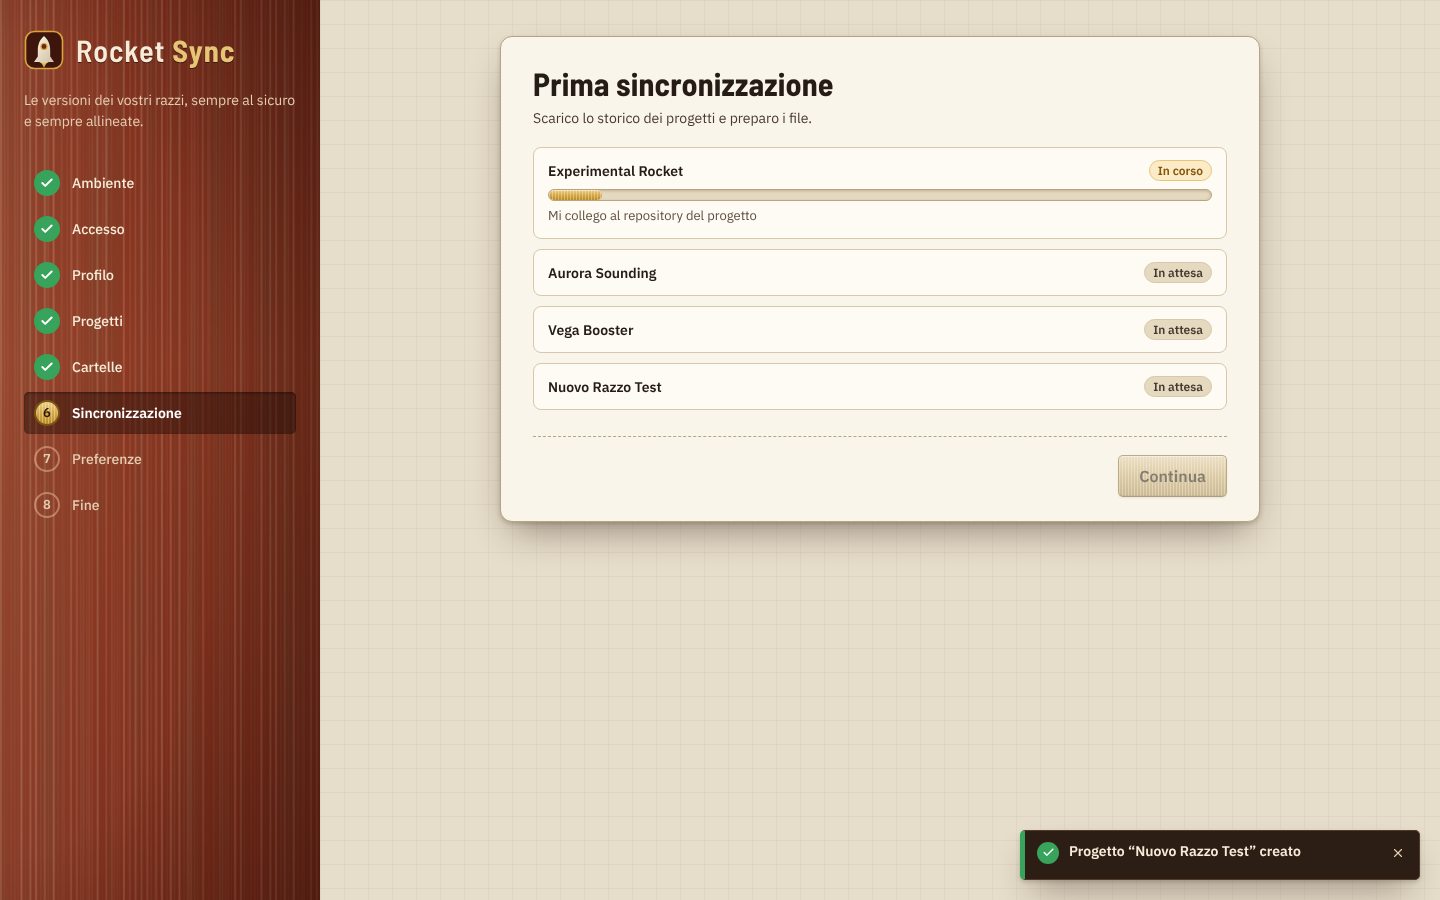 Rocket Sync
Le versioni dei vostri razzi, sempre al sicuro
e sempre allineate.
Ambiente
Accesso
Profilo
Progetti
Cartelle
6 Sincronizzazione
7 Preferenze
8 Fine
Prima sincronizzazione
Scarico lo storico dei progetti e preparo i file.
Experimental Rocket In corso
Mi collego al repository del progetto
Aurora Sounding In attesa
Vega Booster In attesa
Nuovo Razzo Test In attesa
Continua
Progetto “Nuovo Razzo Test” creato